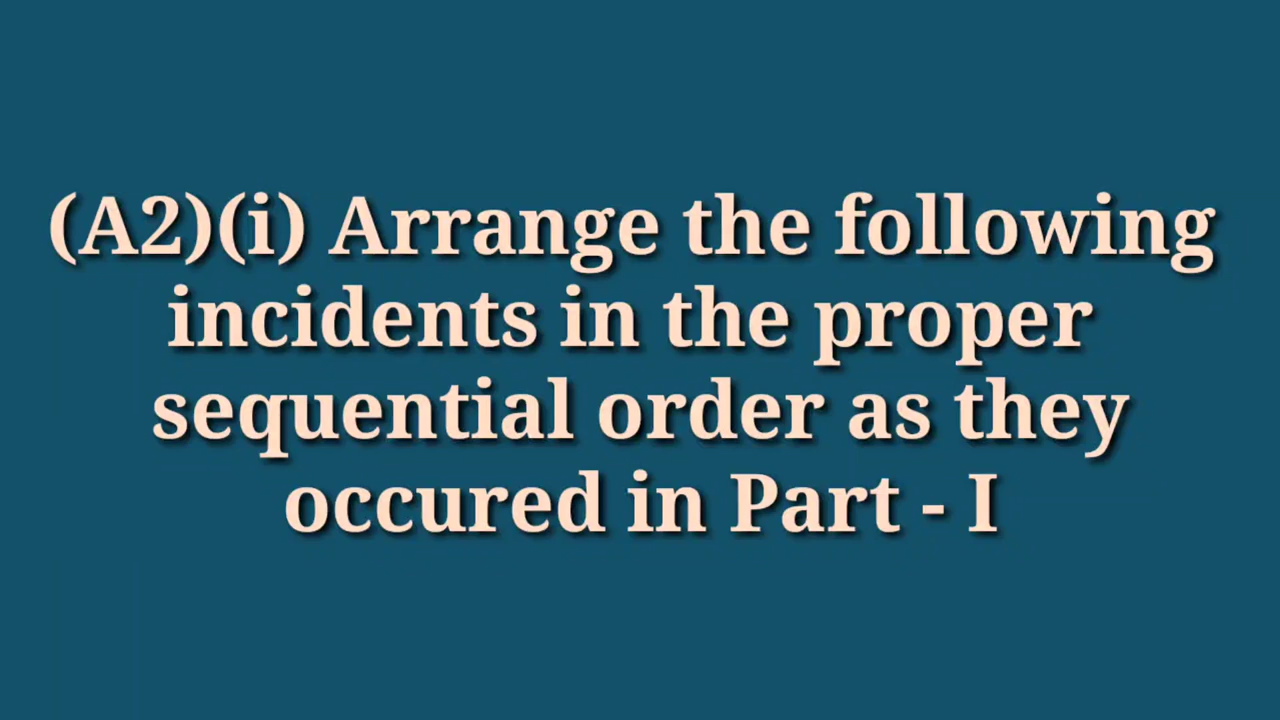 (A2)(i) Arrange the following
incidents in the proper
sequential order as they
occured in Part - I